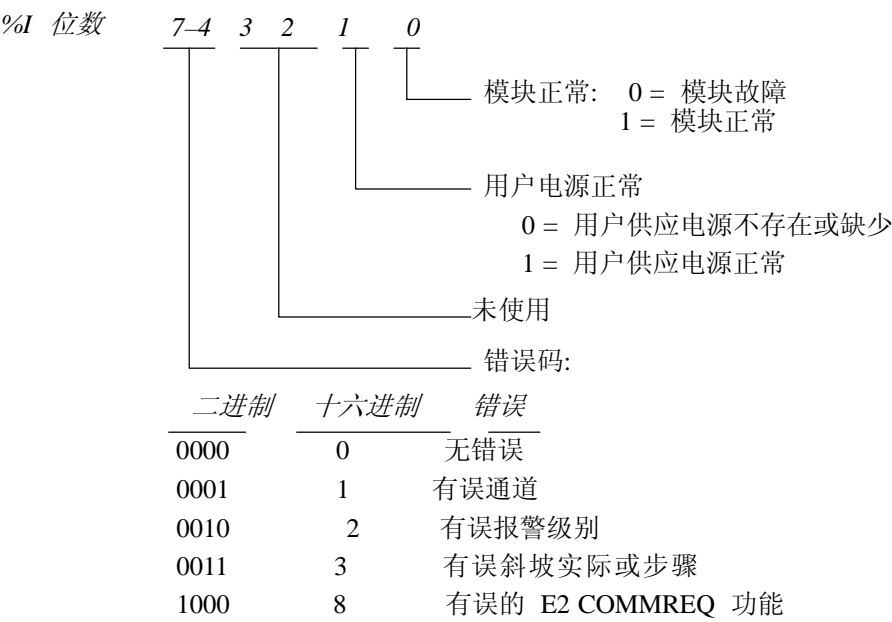 %I 位数 7–4 3 2 1 0
模块正常: 0 = 模块故障
1 = 模块正常
用户电源正常
0 = 用户供应电源不存在或缺少
1 = 用户供应电源正常
未使用
错误码:
二进制 十六进制 错误
0000 0 无错误
0001 1 有误通道
0010 2 有误报警级别
0011 3 有误斜坡实际或步骤
1000 8 有误的 E2 COMMREQ 功能